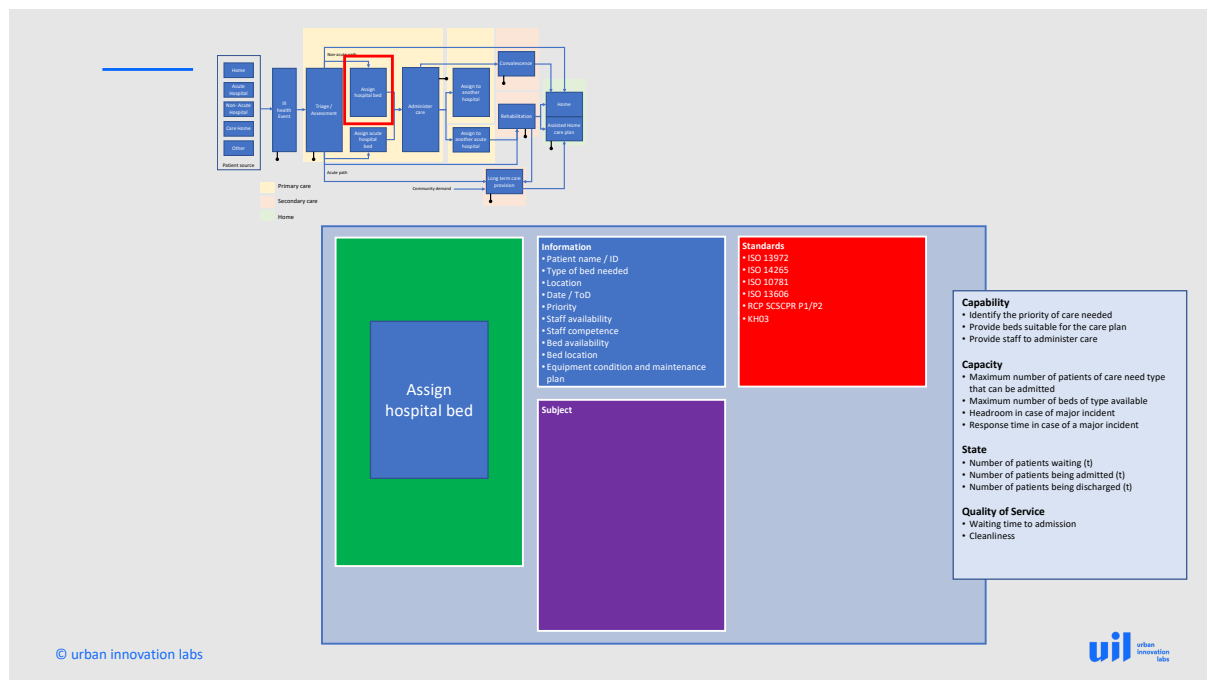 Non-acute path
Home
Acute
Hospital
Non- Acute
Hospital
Care Home
Other
Patient source
Ill
health
Event
Triage /
Assessment
Assign
hospital bed
Assign acute
hospital
bed
Administer
care
Assign to
another
hospital
Assign to
another acute
hospital
Convalescence
Rehabilitation
Home
Assisted Home
care plan
Acute path
Community demand
Long term care
provision
Primary care
Secondary care
Home
Assign
hospital bed
Information
• Patient name / ID
• Type of bed needed
• Location
• Date / ToD
• Priority
• Staff availability
• Staff competence
• Bed availability
• Bed location
• Equipment condition and maintenance
plan
Standards
• ISO 13972
• ISO 14265
• ISO 10781
• ISO 13606
• RCP SCSCPR P1/P2
• KH03
Subject
Capability
• Identify the priority of care needed
• Provide beds suitable for the care plan
• Provide staff to administer care
Capacity
• Maximum number of patients of care need type
that can be admitted
• Maximum number of beds of type available
• Headroom in case of major incident
• Response time in case of a major incident
State
• Number of patients waiting (t)
• Number of patients being admitted (t)
• Number of patients being discharged (t)
Quality of Service
• Waiting time to admission
• Cleanliness
© urban innovation labs
uil
urban
innovation
labs